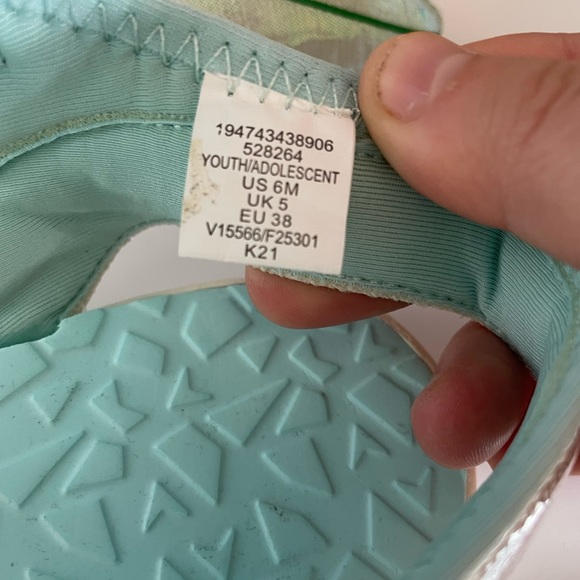 194743438906
528264
YOUTH/ADOLESCENT
US 6M
UK 5
EU 38
V15566/F25301
K21